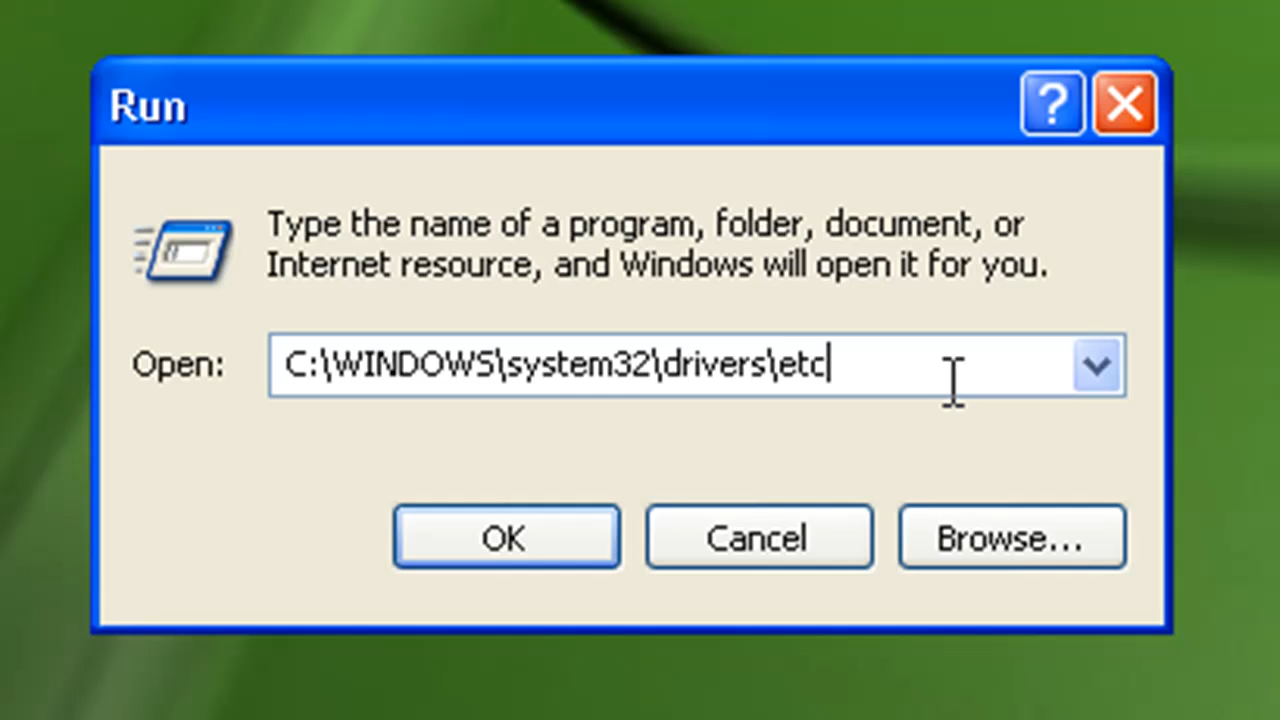 Run
Type the name of a program, folder, document, or
Internet resource, and Windows will open it for you.
Open: C:\WINDOWS\system32\drivers\etc
OK Cancel Browse...